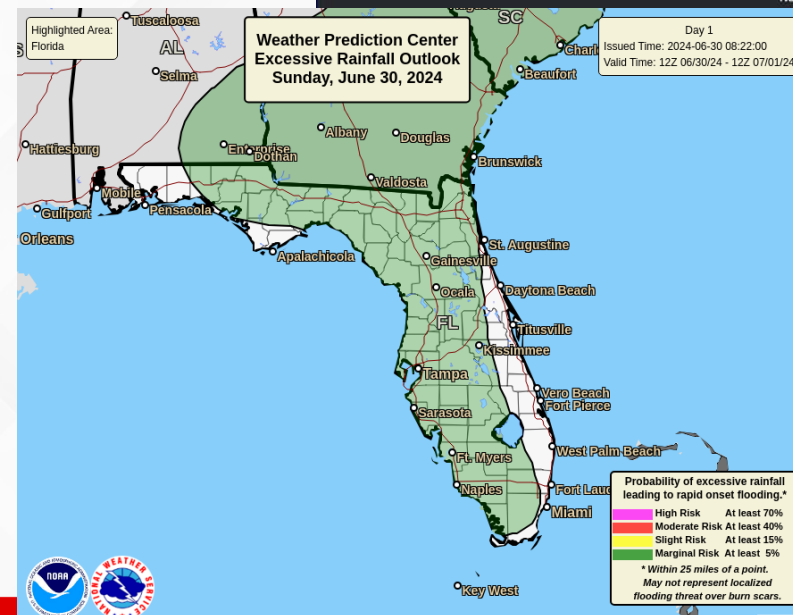 Highlighted Area:
Florida
Weather Prediction Center
Excessive Rainfall Outlook
Sunday, June 30, 2024
Day 1
Issued Time: 2024-06-30 08:22:00
Valid Time: 12Z 06/30/24 - 12Z 07/01/24
Tuscaloosa
SC
AL
Charl
Beaufort
Selma
Albany
Douglas
Hattiesburg
Enterprise
Dothan
Brunswick
Valdosta
Mobile
Gulfport
Pensacola
Orleans
St. Augustine
Apalachicola
Gainesville
Ocala
Daytona Beach
FL
Titusville
Kissimmee
Tampa
Vero Beach
Fort Pierce
Sarasota
West Palm Beach
Ft. Myers
Naples
Fort Laud
Miami
Key West
Probability of excessive rainfall
leading to rapid onset flooding.*
High Risk At least 70%
Moderate Risk At least 40%
Slight Risk At least 15%
Marginal Risk At least 5%
* Within 25 miles of a point.
May not represent localized
flooding threat over burn scars.
NOAA
NATIONAL WEATHER SERVICE